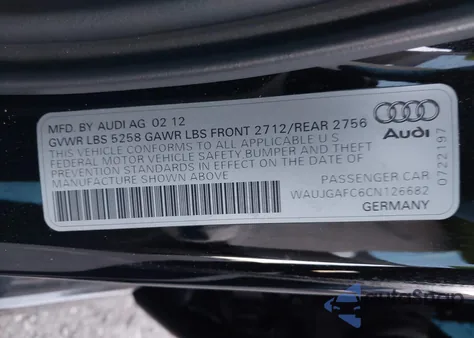 MFD. BY AUDI AG 02 12
GVWR LBS 5258 GAWR LBS FRONT 2712/REAR 2756
THIS VEHICLE CONFORMS TO ALL APPLICABLE U.S.
FEDERAL MOTOR VEHICLE SAFETY BUMPER AND THEFT
PREVENTION STANDARDS IN EFFECT ON THE DATE OF
MANUFACTURE SHOWN ABOVE
Audi
0722197
PASSENGER CAR
WAUJGAFC6CN126682
GERMANY